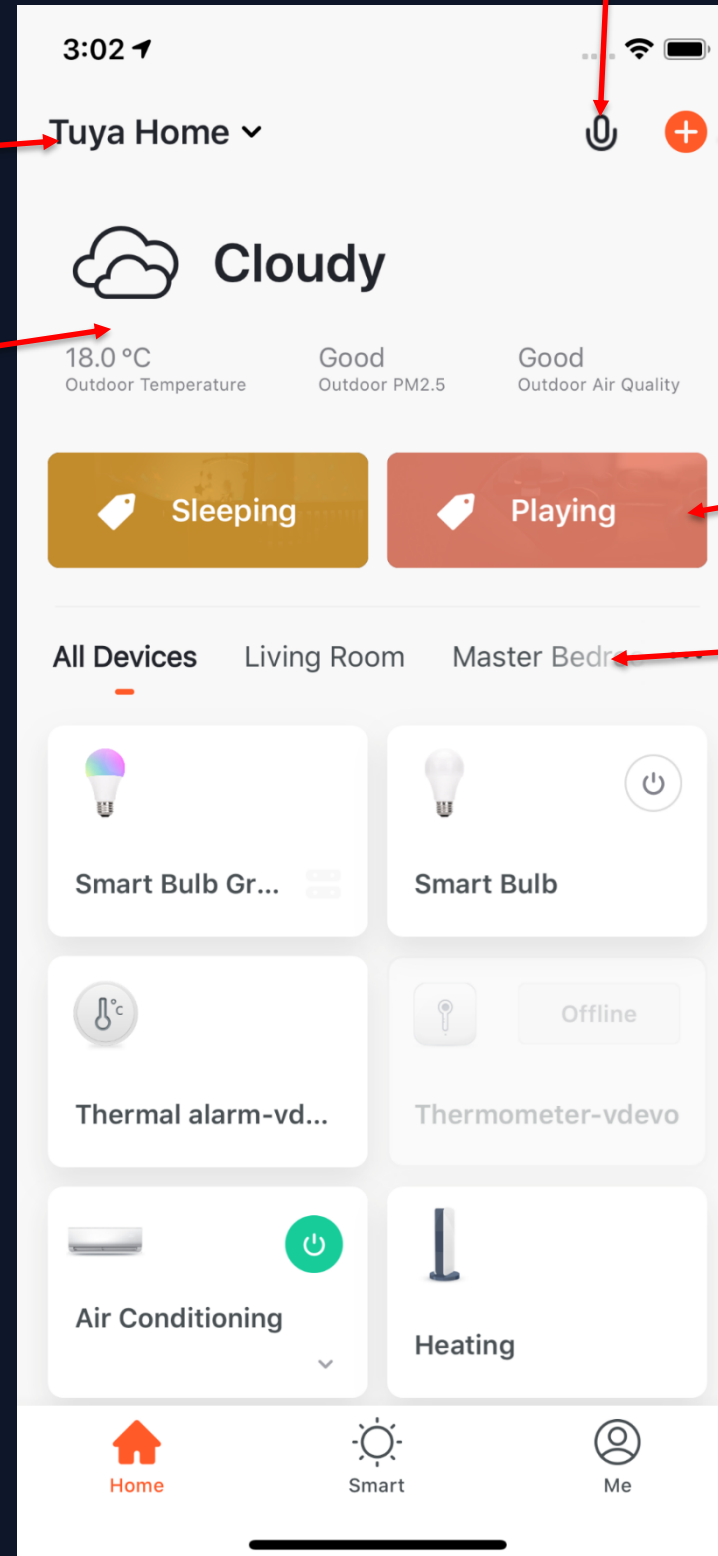 3:02
Tuya Home
Cloudy
18.0 °C Good Good
Outdoor Temperature Outdoor PM2.5 Outdoor Air Quality
Sleeping Playing
All Devices Living Room Master Bedr
Smart Bulb Gr... Smart Bulb
°C Offline
Thermal alarm-vd... Thermometer-vdevo
Air Conditioning Heating
Home Smart Me